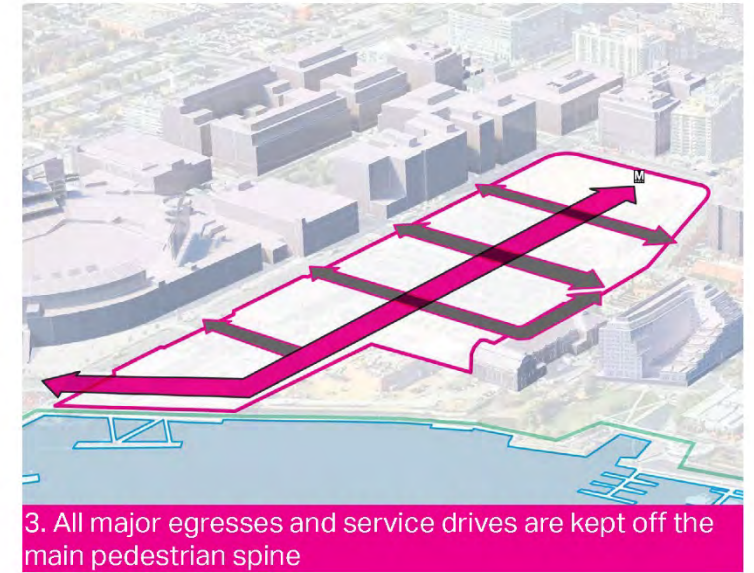 M
3. All major egresses and service drives are kept off the
main pedestrian spine